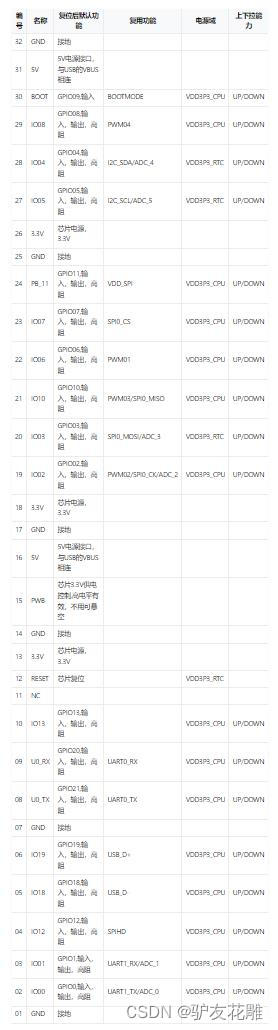 编号 名称 复位后默认功能 复用功能 电源域 上下拉能力
32 GND 接地
31 5V 5V电源接口，与USB的VBUS相连
30 BOOT GPIO09,输入 BOOTMODE VDD3P3_CPU UP/DOWN
29 IO08 GPIO08,输入，输出，高阻 PWM04 VDD3P3_CPU UP/DOWN
28 IO04 GPIO04,输入，输出，高阻 I2C_SDA/ADC_4 VDD3P3_RTC UP/DOWN
27 IO05 GPIO05,输入，输出，高阻 I2C_SCL/ADC_5 VDD3P3_RTC UP/DOWN
26 3.3V 芯片电源，3.3V
25 GND 接地
24 PB_11 GPIO11,输入，输出，高阻 VDD_SPI VDD3P3_CPU UP/DOWN
23 IO07 GPIO07,输入，输出，高阻 SPI0_CS VDD3P3_CPU UP/DOWN
22 IO06 GPIO06,输入，输出，高阻 PWM01 VDD3P3_CPU UP/DOWN
21 IO10 GPIO10,输入，输出，高阻 PWM03/SPI0_MISO VDD3P3_CPU UP/DOWN
20 IO03 GPIO03,输入，输出，高阻 SPI0_MOSI/ADC_3 VDD3P3_RTC UP/DOWN
19 IO02 GPIO02,输入，输出，高阻 PWM02/SPI0_CK/ADC_2 VDD3P3_CPU UP/DOWN
18 3.3V 芯片电源，3.3V
17 GND 接地
16 5V 5V电源接口，与USB的VBUS相连
15 PWB 芯片3.3V供电控制,高电平有效，不用可悬空
14 GND 接地
13 3.3V 芯片电源，3.3V
12 RESET 芯片复位 VDD3P3_RTC
11 NC
10 IO13 GPIO13,输入，输出，高阻 VDD3P3_CPU UP/DOWN
09 U0_RX GPIO20,输入，输出，高阻 UART0_RX VDD3P3_CPU UP/DOWN
08 U0_TX GPIO21,输入，输出，高阻 UART0_TX VDD3P3_CPU UP/DOWN
07 GND 接地
06 IO19 GPIO19,输入，输出，高阻 USB_D+ VDD3P3_CPU UP/DOWN
05 IO18 GPIO18,输入，输出，高阻 USB_D- VDD3P3_CPU UP/DOWN
04 IO12 GPIO12,输入，输出，高阻 SPIHD VDD3P3_CPU UP/DOWN
03 IO01 GPIO1,输入，输出，高阻 UART1_RX/ADC_1 VDD3P3_CPU UP/DOWN
02 IO00 GPIO0,输入，输出，高阻 UART1_TX/ADC_0 VDD3P3_CPU UP/DOWN
01 GND 接地
CSDN @驴友花雕